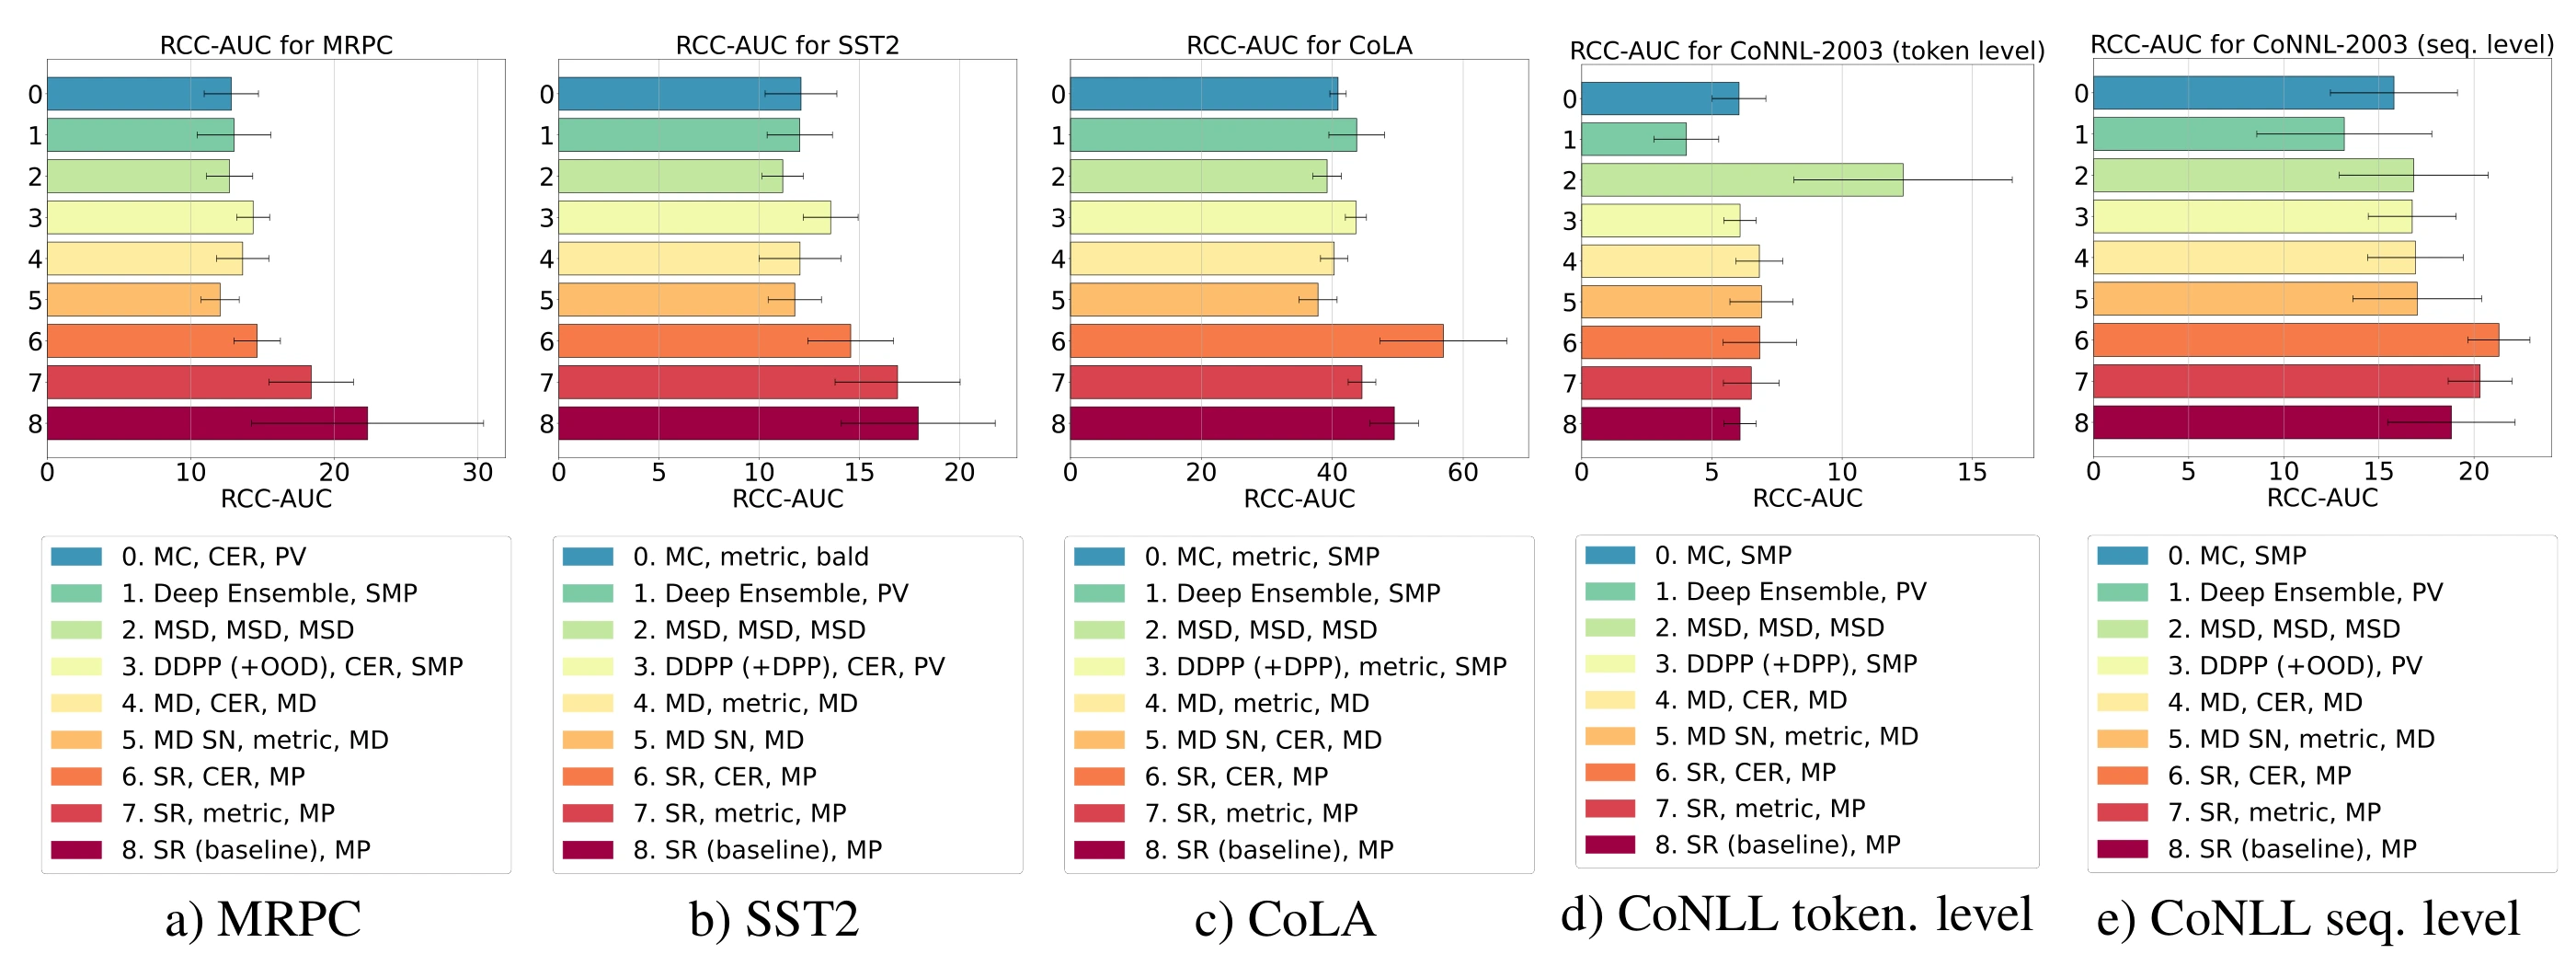 RCC-AUC for MRPC
0
1
2
3
4
5
6
7
8
0 10 20 30
RCC-AUC
0. MC, CER, PV
1. Deep Ensemble, SMP
2. MSD, MSD, MSD
3. DDPP (+OOD), CER, SMP
4. MD, CER, MD
5. MD SN, metric, MD
6. SR, CER, MP
7. SR, metric, MP
8. SR (baseline), MP
a) MRPC
RCC-AUC for SST2
0
1
2
3
4
5
6
7
8
0 5 10 15 20
RCC-AUC
0. MC, metric, bald
1. Deep Ensemble, PV
2. MSD, MSD, MSD
3. DDPP (+DPP), CER, PV
4. MD, metric, MD
5. MD SN, MD
6. SR, CER, MP
7. SR, metric, MP
8. SR (baseline), MP
b) SST2
RCC-AUC for CoLA
0
1
2
3
4
5
6
7
8
0 20 40 60
RCC-AUC
0. MC, metric, SMP
1. Deep Ensemble, SMP
2. MSD, MSD, MSD
3. DDPP (+DPP), metric, SMP
4. MD, metric, MD
5. MD SN, CER, MD
6. SR, CER, MP
7. SR, metric, MP
8. SR (baseline), MP
c) CoLA
RCC-AUC for CoNNL-2003 (token level)
0
1
2
3
4
5
6
7
8
0 5 10 15
RCC-AUC
0. MC, SMP
1. Deep Ensemble, PV
2. MSD, MSD, MSD
3. DDPP (+DPP), SMP
4. MD, CER, MD
5. MD SN, metric, MD
6. SR, CER, MP
7. SR, metric, MP
8. SR (baseline), MP
d) CoNLL token. level
RCC-AUC for CoNNL-2003 (seq. level)
0
1
2
3
4
5
6
7
8
0 5 10 15 20
RCC-AUC
0. MC, SMP
1. Deep Ensemble, PV
2. MSD, MSD, MSD
3. DDPP (+OOD), PV
4. MD, CER, MD
5. MD SN, metric, MD
6. SR, CER, MP
7. SR, metric, MP
8. SR (baseline), MP
e) CoNLL seq. level